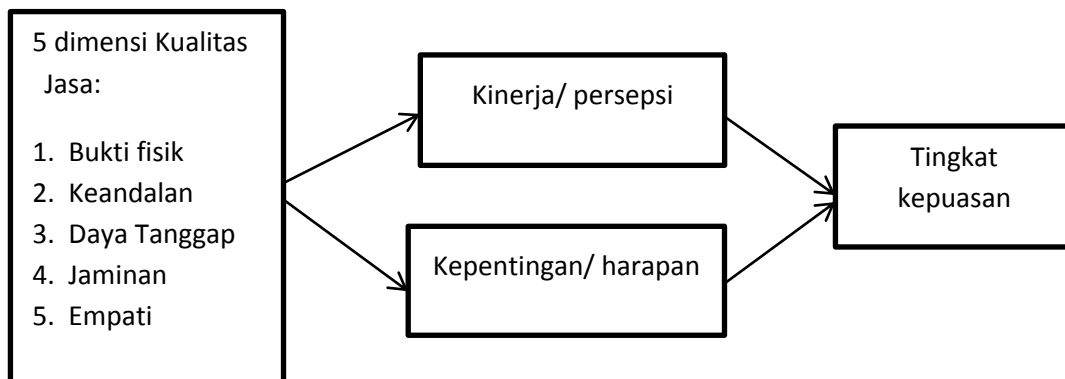 5 dimensi Kualitas
Jasa:
1. Bukti fisik
2. Keandalan
3. Daya Tanggap
4. Jaminan
5. Empati
Kinerja/ persepsi
Kepentingan/ harapan
Tingkat
kepuasan